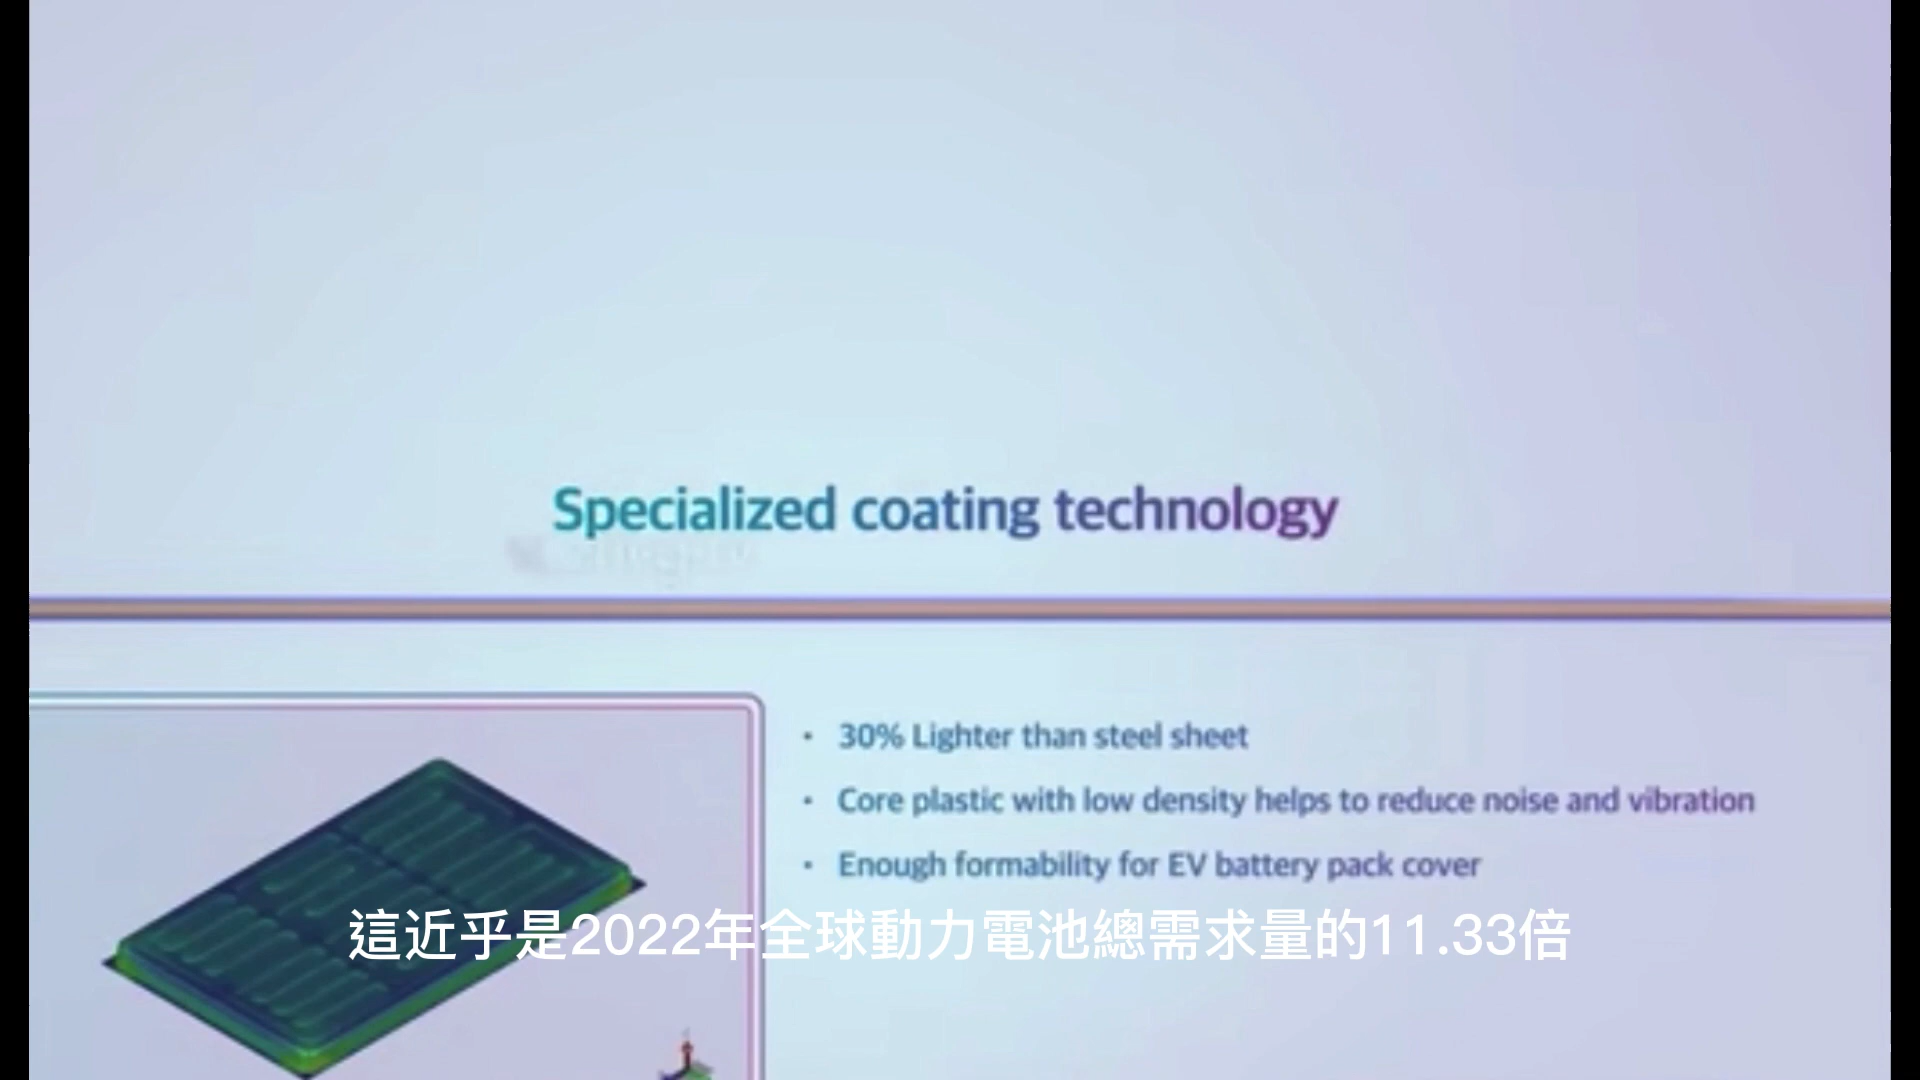 Specialized coating technology
• 30% Lighter than steel sheet
• Core plastic with low density helps to reduce noise and vibration
• Enough formability for EV battery pack cover
這近乎是2022年全球動力電池總需求量的11.33倍